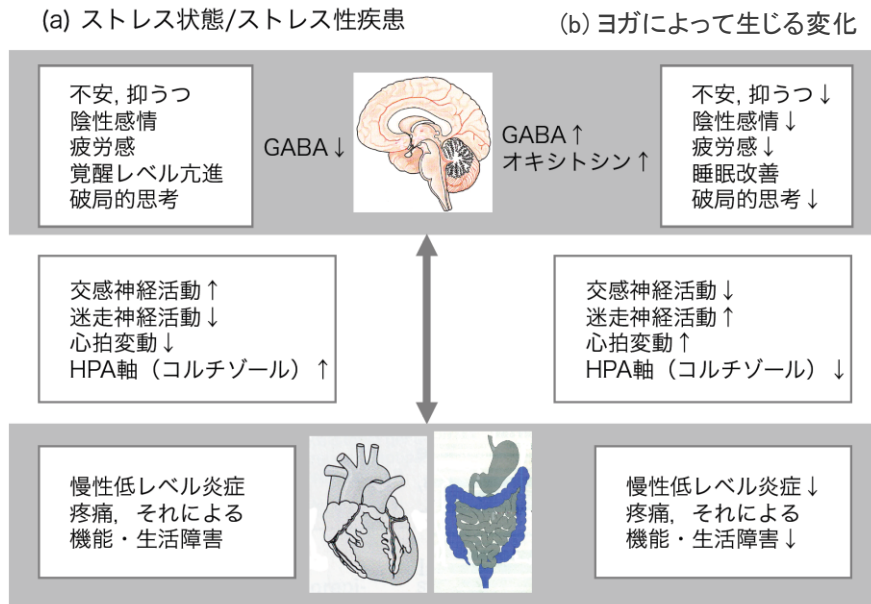 (a) ストレス状態/ストレス性疾患
(b) ヨガによって生じる変化
不安, 抑うつ
陰性感情
疲労感
覚醒レベル亢進
破局的思考
GABA↓
GABA↑
オキシトシン↑
不安, 抑うつ↓
陰性感情↓
疲労感↓
睡眠改善
破局的思考↓
交感神経活動↑
迷走神経活動↓
心拍変動↓
HPA軸（コルチゾール）↑
交感神経活動↓
迷走神経活動↑
心拍変動↑
HPA軸（コルチゾール）↓
慢性低レベル炎症
疼痛，それによる
機能・生活障害
慢性低レベル炎症↓
疼痛，それによる
機能・生活障害↓